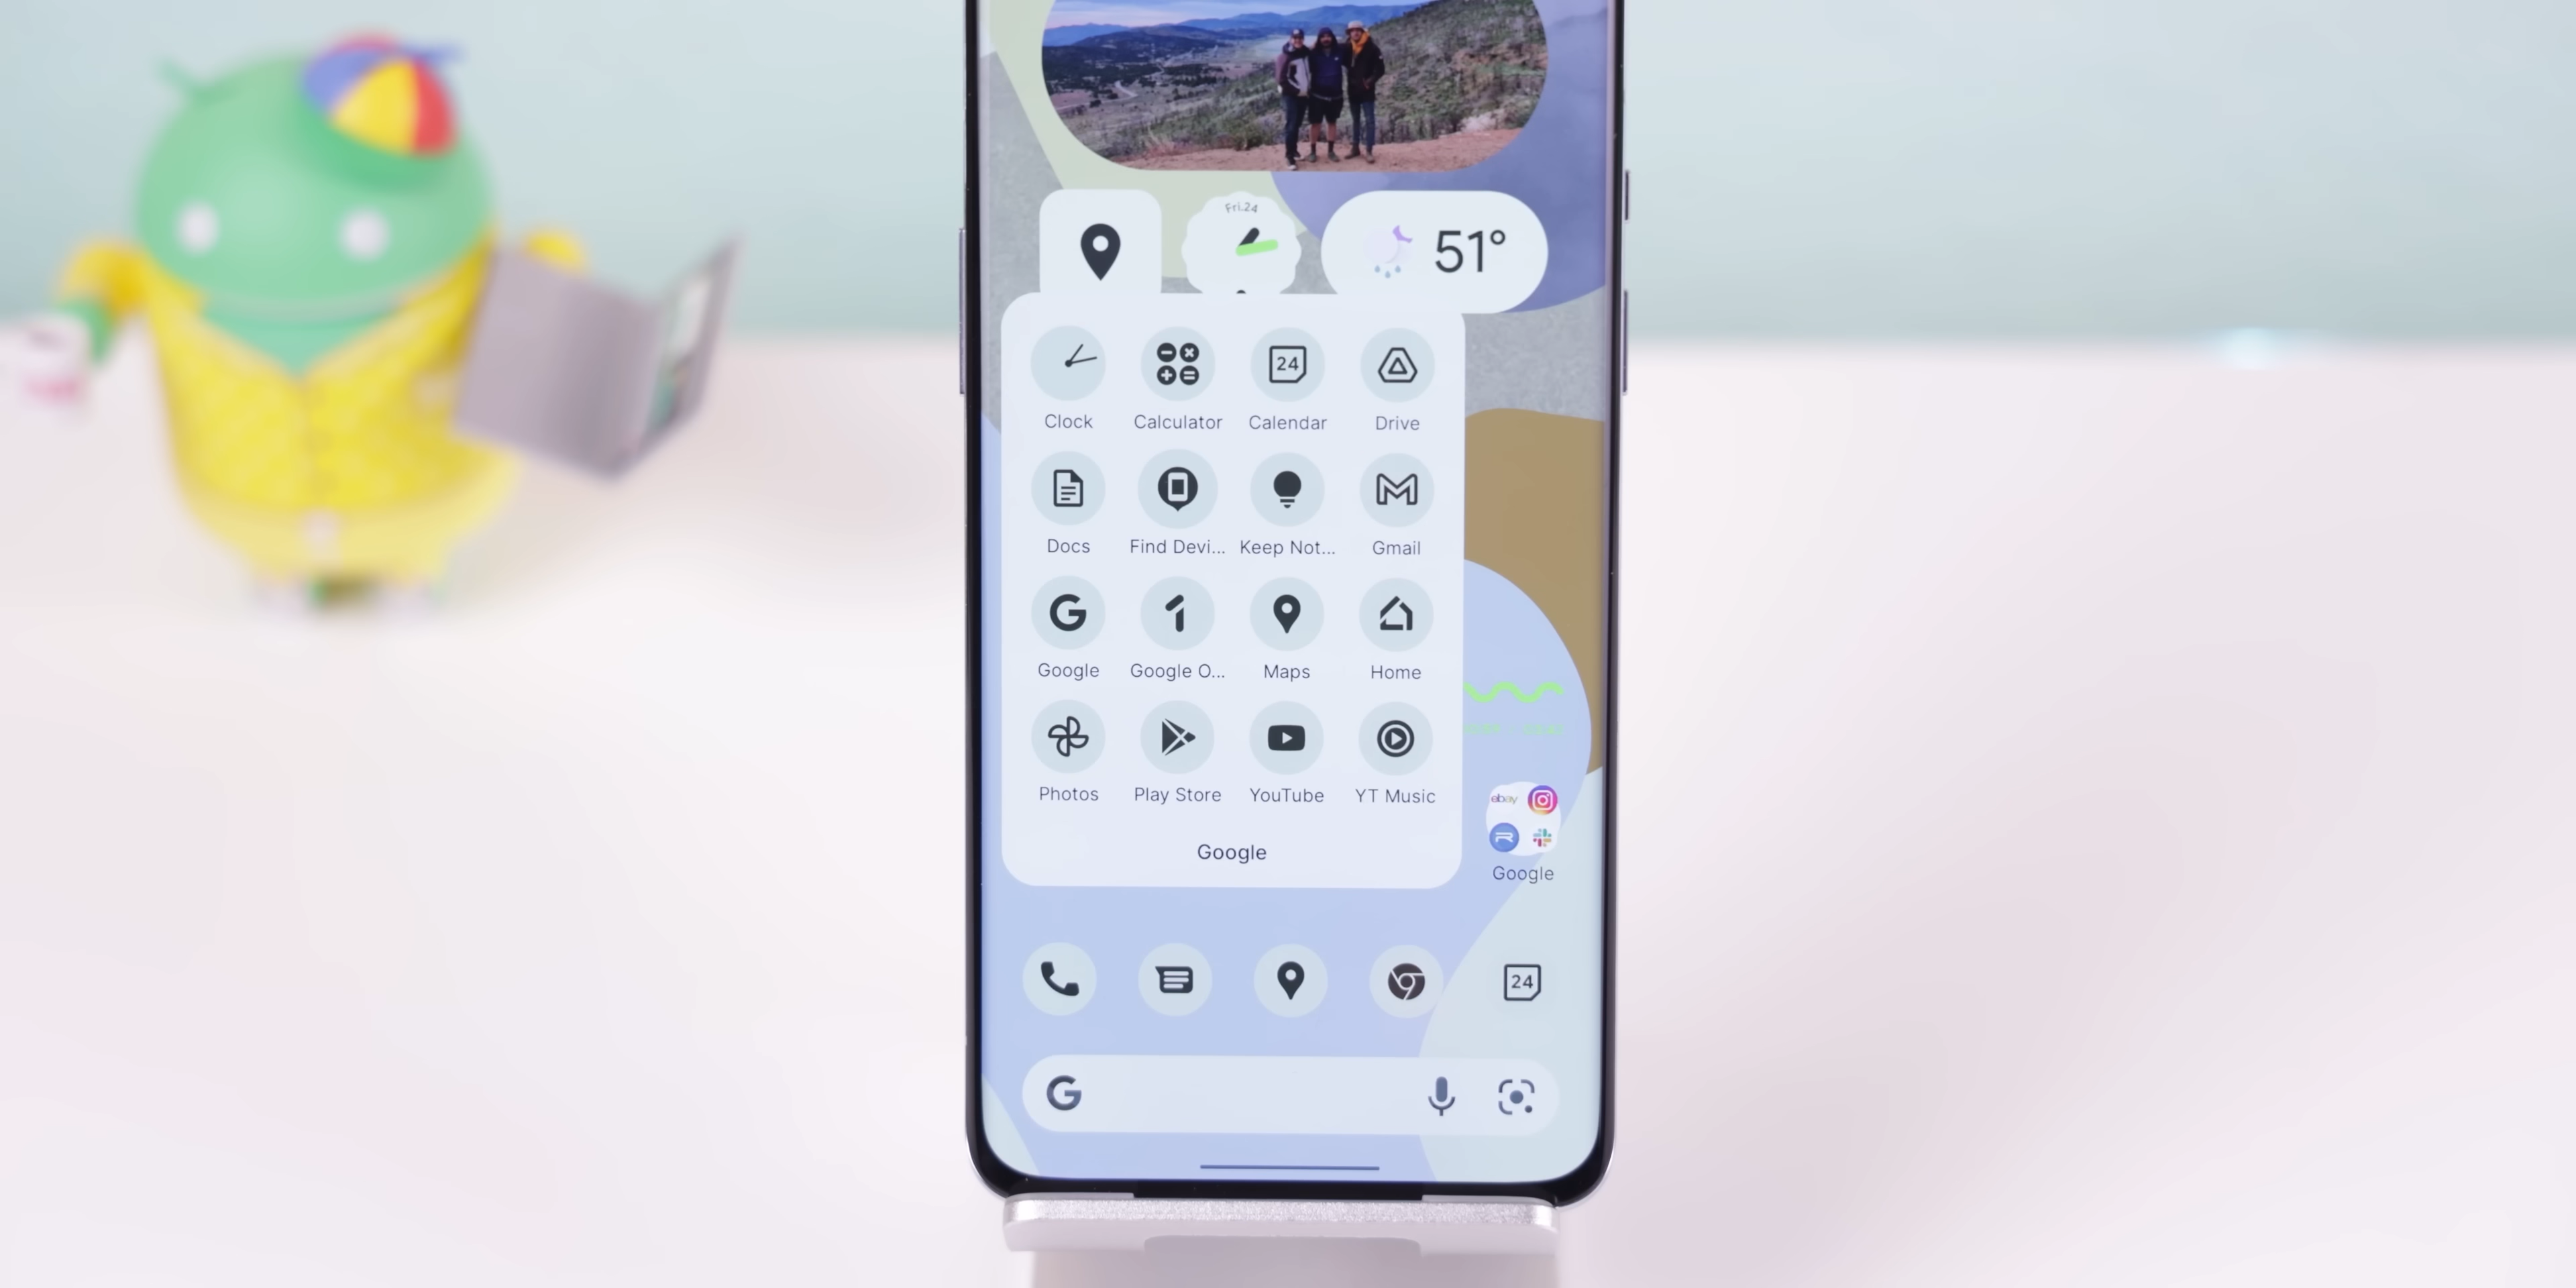 Fri.24
51°
24
Clock Calculator Calendar Drive
Docs Find Devi... Keep Not... Gmail
Google Google O... Maps Home
Photos Play Store YouTube YT Music
ebay
Google
Google
24